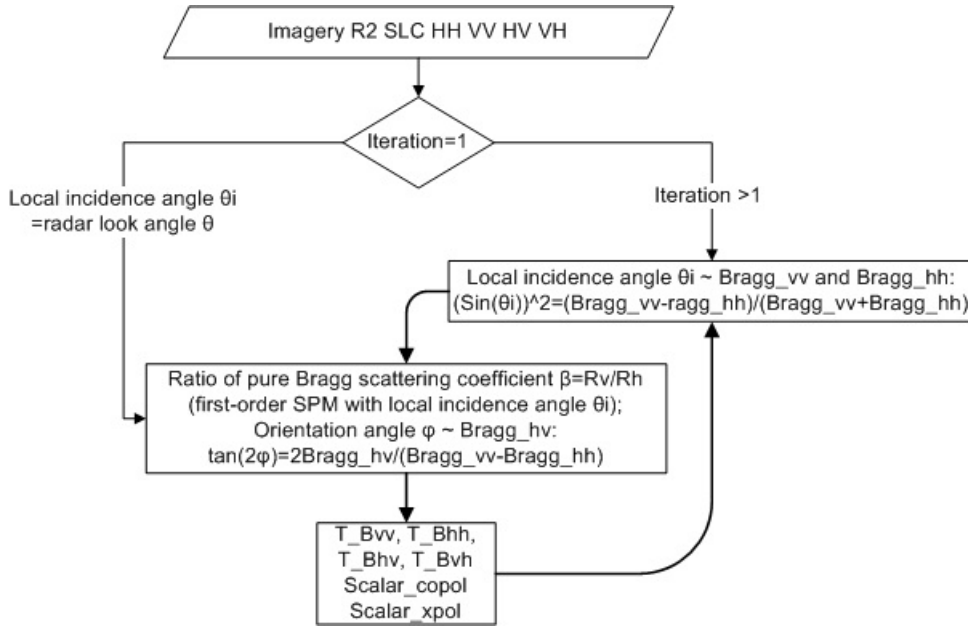 Imagery R2 SLC HH VV HV VH
Iteration=1
Local incidence angle θi
=radar look angle θ
Iteration >1
Local incidence angle θi ~ Bragg_vv and Bragg_hh:
(Sin(θi))^2=(Bragg_vv-ragg_hh)/(Bragg_vv+Bragg_hh)
Ratio of pure Bragg scattering coefficient β=Rv/Rh
(first-order SPM with local incidence angle θi);
Orientation angle φ ~ Bragg_hv:
tan(2φ)=2Bragg_hv/(Bragg_vv-Bragg_hh)
T_Bvv, T_Bhh,
T_Bhv, T_Bvh
Scalar_copol
Scalar_xpol